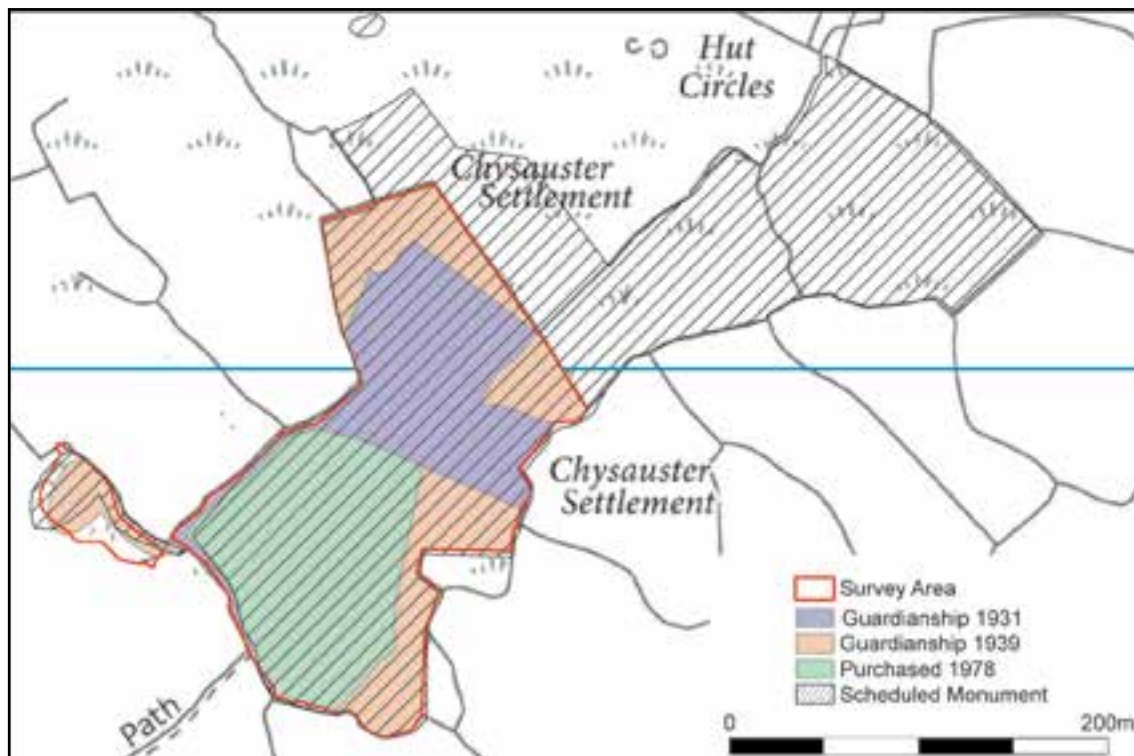 Hut
Circles
Chysauster
Settlement
Chysauster
Settlement
Path
Survey Area
Guardianship 1931
Guardianship 1939
Purchased 1978
Scheduled Monument
0 200m